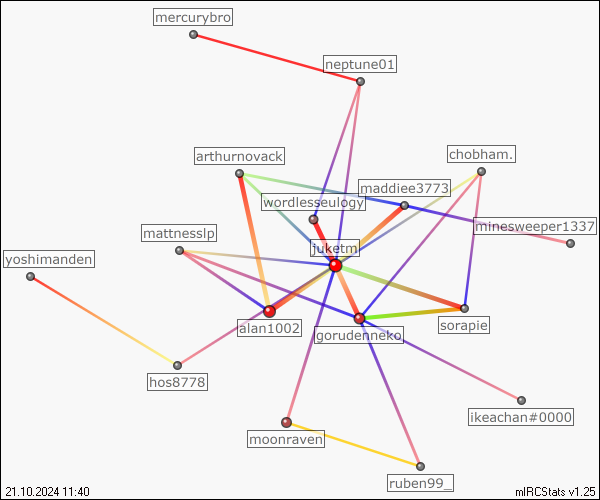 mercurybro
neptune01
arthurnovack
chobham.
maddiee3773
wordlesseulogy
minesweeper1337
mattnesslp
juketm
yoshimanden
alan1002
gorudenneko
sorapie
hos8778
ikeachan#0000
moonraven
ruben99_
21.10.2024 11:40
mIRCStats v1.25